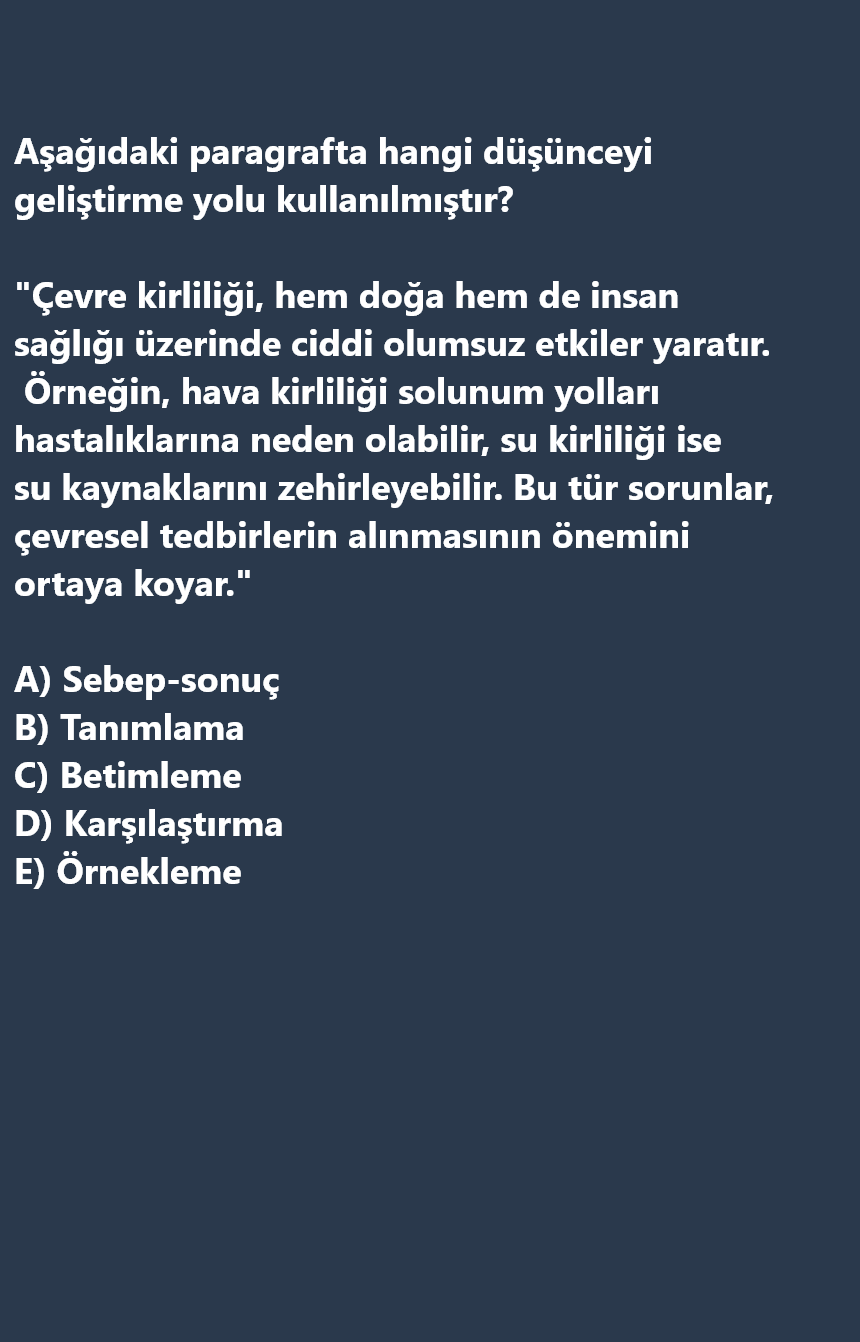 Aşağıdaki paragrafta hangi düşünceyi
geliştirme yolu kullanılmıştır?
"Çevre kirliliği, hem doğa hem de insan
sağlığı üzerinde ciddi olumsuz etkiler yaratır.
Örneğin, hava kirliliği solunum yolları
hastalıklarına neden olabilir, su kirliliği ise
su kaynaklarını zehirleyebilir. Bu tür sorunlar,
çevresel tedbirlerin alınmasının önemini
ortaya koyar."
A) Sebep-sonuç
B) Tanımlama
C) Betimleme
D) Karşılaştırma
E) Örnekleme